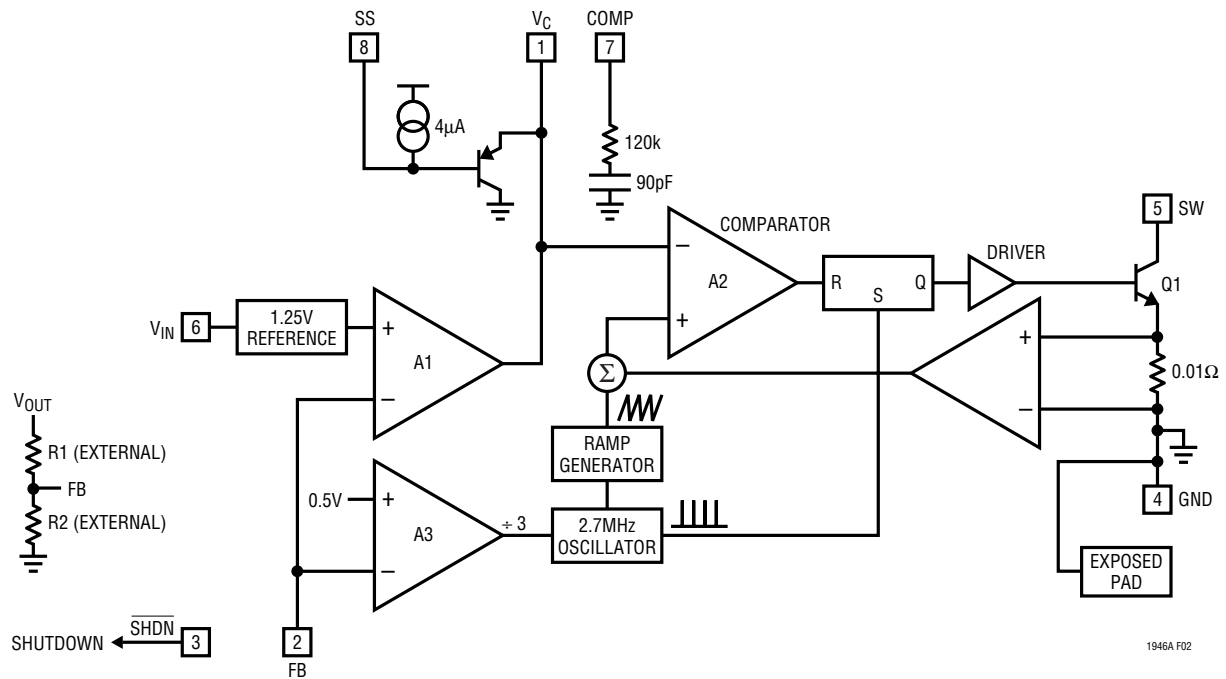 SS
8
VC
1
COMP
7
4µA
120k
90pF
COMPARATOR
−
A2
+
R
Q
S
DRIVER
5
SW
Q1
VIN
6
1.25V
REFERENCE
+
A1
−
Σ
+
−
0.01Ω
VOUT
R1 (EXTERNAL)
FB
R2 (EXTERNAL)
RAMP
GENERATOR
0.5V
+
A3
−
÷ 3
2.7MHz
OSCILLATOR
4
GND
EXPOSED
PAD
SHUTDOWN
SHDN
3
2
FB
1946A F02